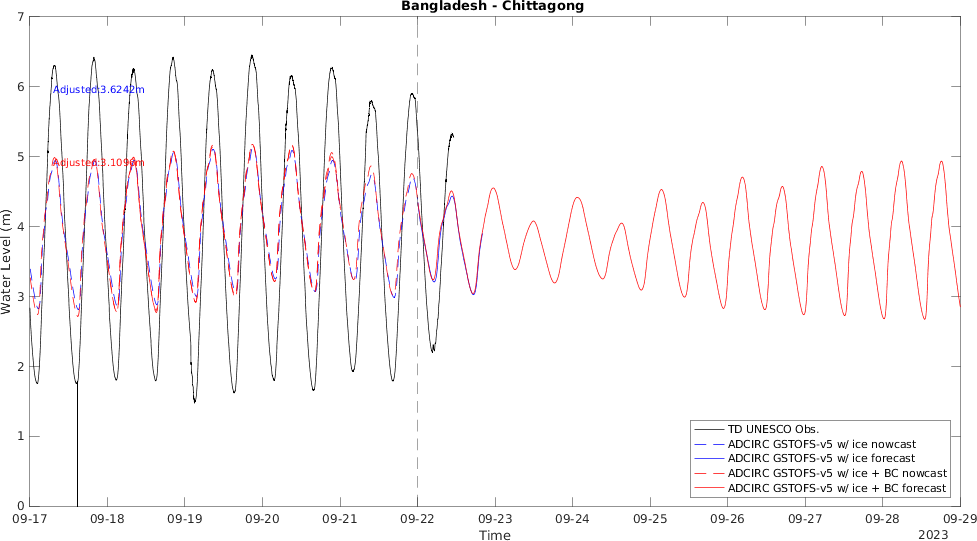 Bangladesh - Chittagong
7
6
5
4
3
2
1
0
Water Level (m)
Adjusted:3.6242m
09-17
09-18
09-19
09-20
09-21
09-22
09-23
09-24
09-25
09-26
09-27
09-28
09-29
Time
2023
TD UNESCO Obs.
ADCIRC GSTOFS-v5 w/ ice nowcast
ADCIRC GSTOFS-v5 w/ ice forecast
ADCIRC GSTOFS-v5 w/ ice + BC nowcast
ADCIRC GSTOFS-v5 w/ ice + BC forecast